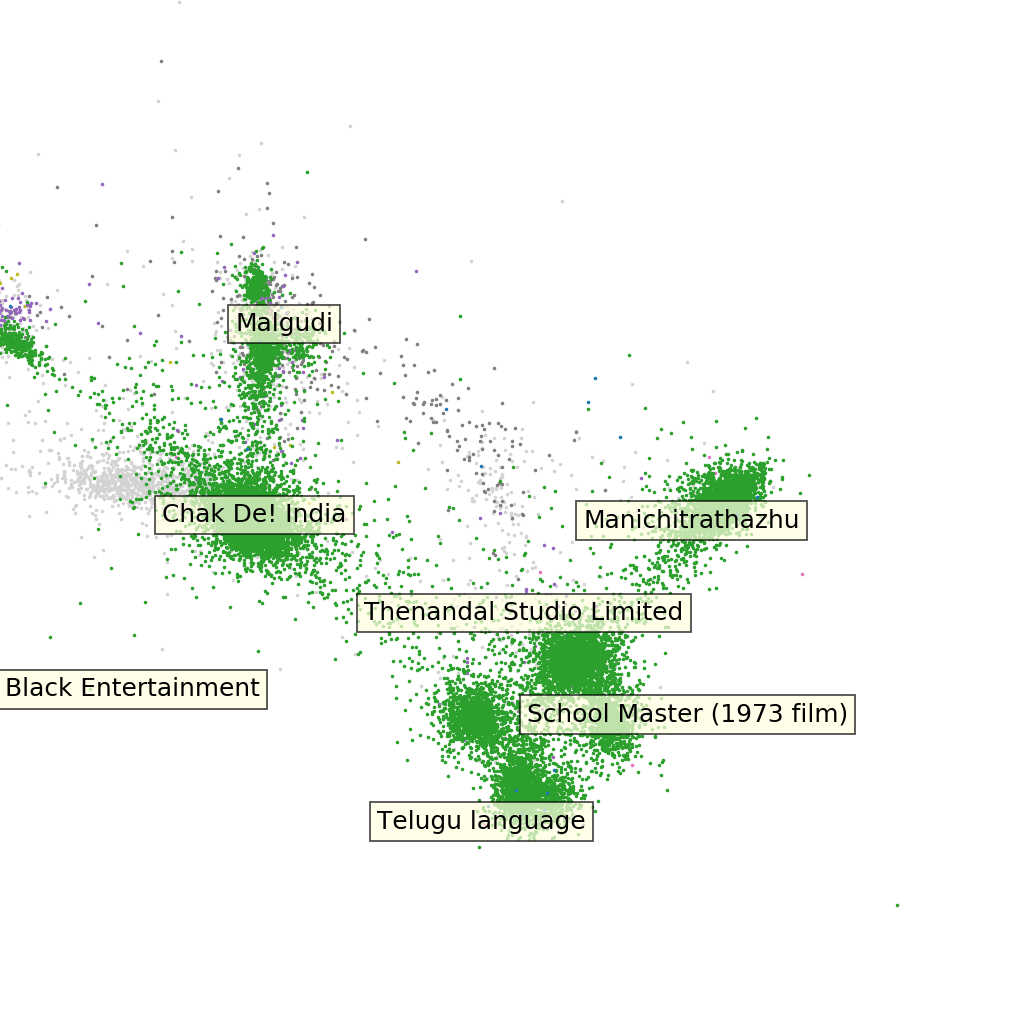 Malgudi
Chak De! India
Manichitrathazhu
Thenandal Studio Limited
Black Entertainment
School Master (1973 film)
Telugu language